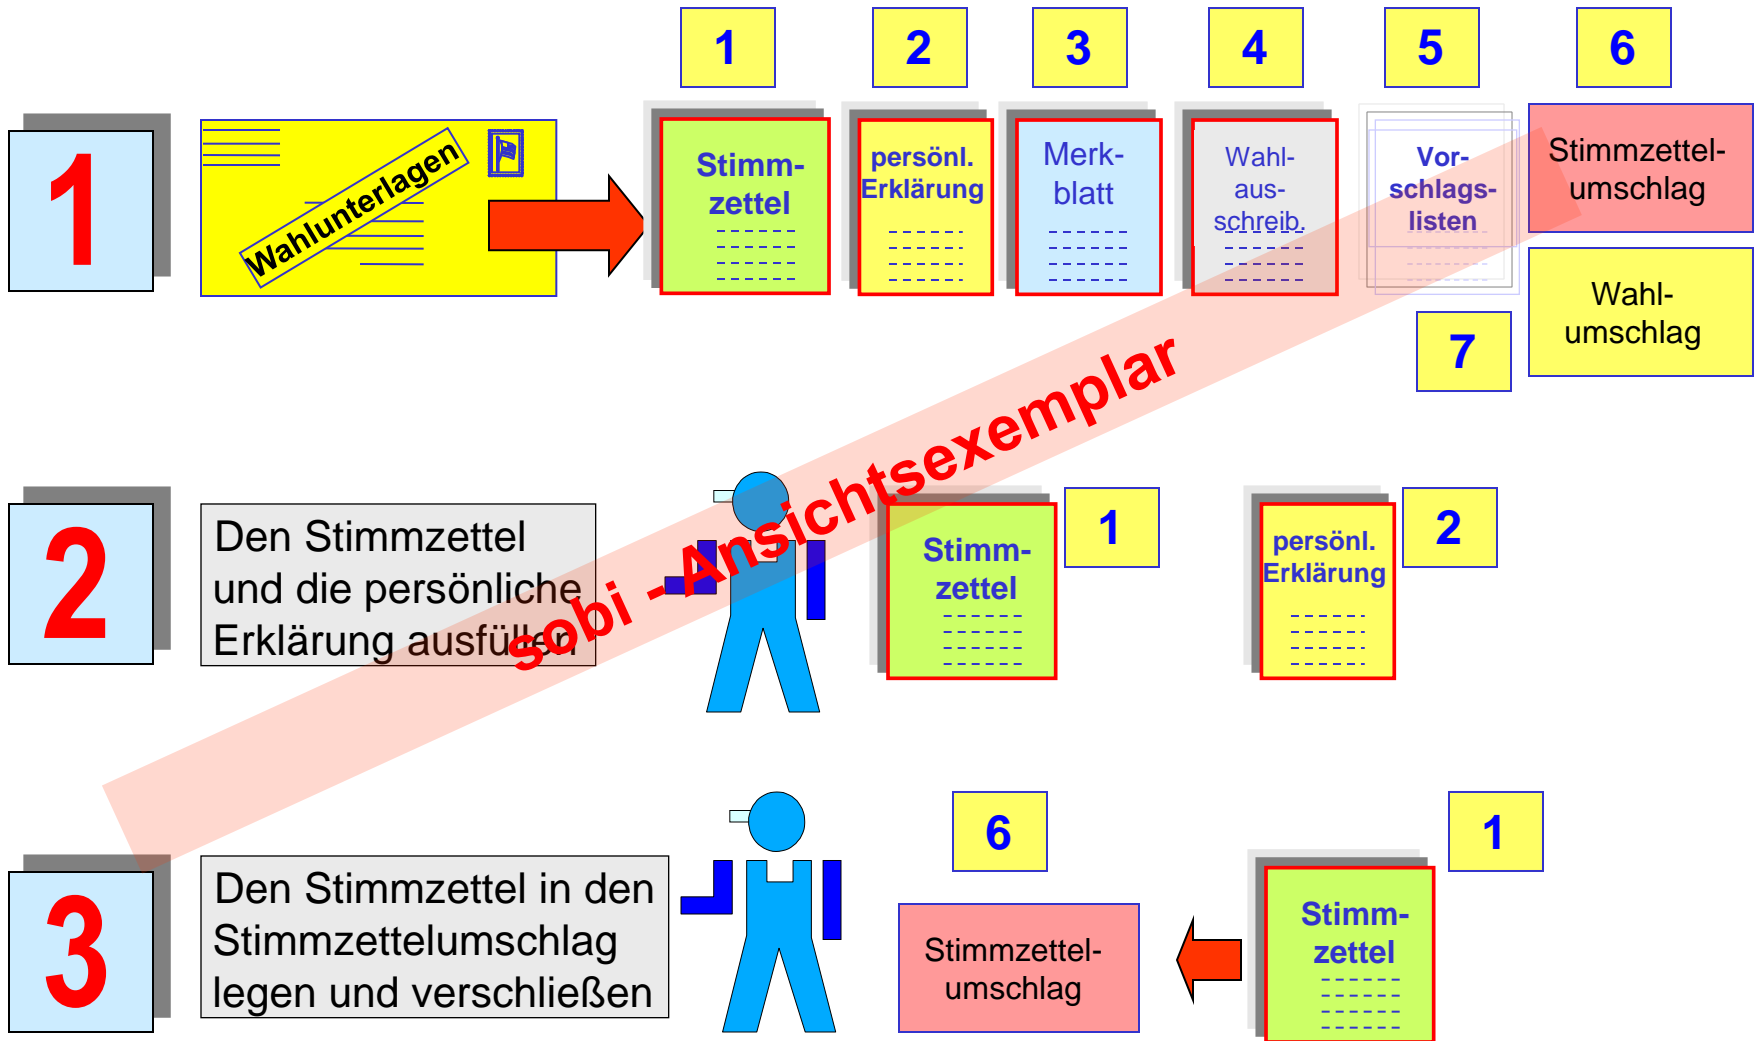 1 2 3 4 5 6
1
Wahlunterlagen
Stimm-
zettel
persönl.
Erklärung
Merk-
blatt
Wahl-
aus-
schreib.
Vor-
schlags-
listen
Stimmzettel-
umschlag
Wahl-
umschlag
7
sobi - Ansichtsexemplar
2
Den Stimmzettel
und die persönliche
Erklärung ausfüllen
Stimm-
zettel
1
persönl.
Erklärung
2
3
Den Stimmzettel in den
Stimmzettelumschlag
legen und verschließen
6
Stimmzettel-
umschlag
1
Stimm-
zettel